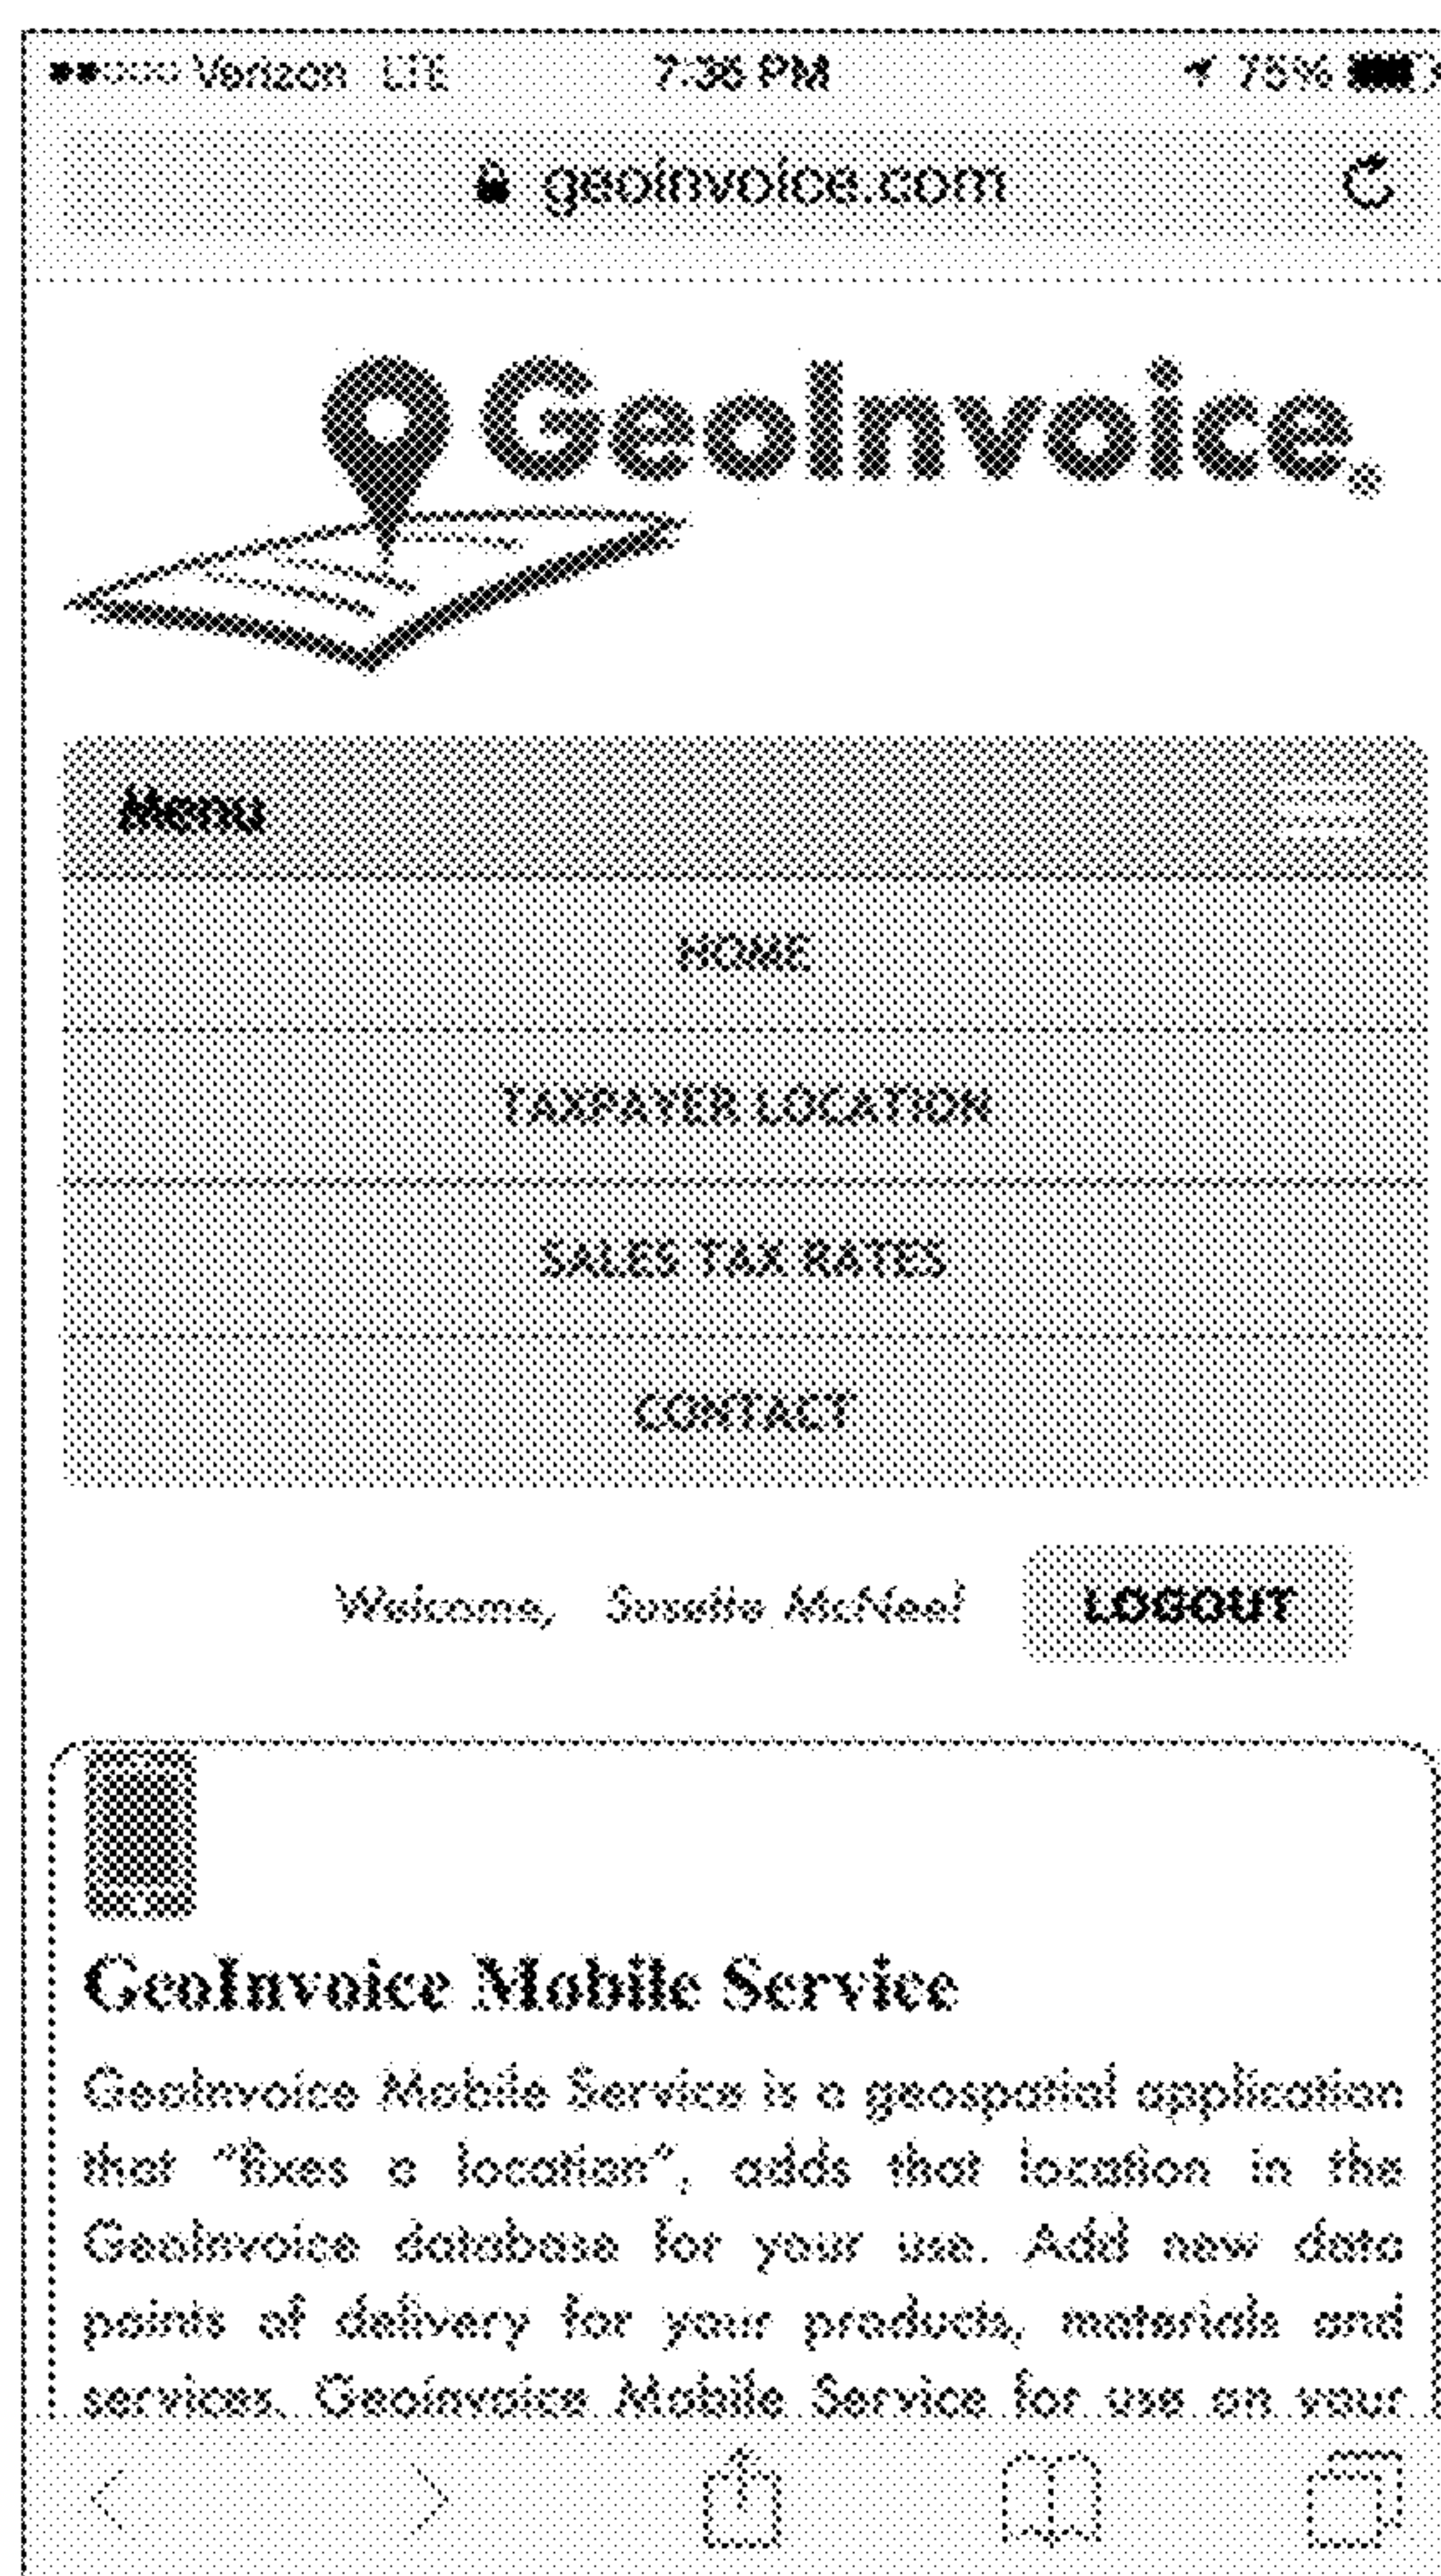 Verizon LTE 7:36 PM 75%
geoinvoice.com
GeoInvoice®
Menu
HOME
TAXPAYER LOCATION
SALES TAX RATES
CONTACT
Welcome, Suzette McNeel LOGOUT
GeoInvoice Mobile Service
GeoInvoice Mobile Service is a geospatial application
that "fixes a location", adds that location in the
GeoInvoice database for your use. Add new data
points of delivery for your products, materials and
services. GeoInvoice Mobile Service for use on your